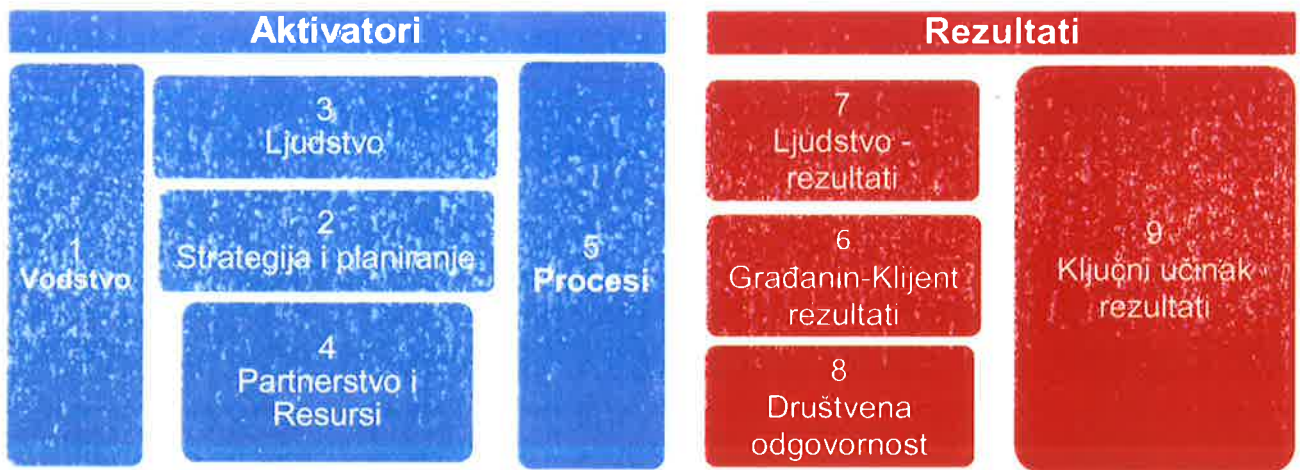 Aktivatori
1
Vodstvo
3
Ljudstvo
2
Strategija i planiranje
4
Partnerstvo i
Resursi
5
Procesi
Rezultati
7
Ljudstvo -
rezultati
6
Građanin-Klijent
rezultati
8
Društvena
odgovornost
9
Ključni učinak
rezultati